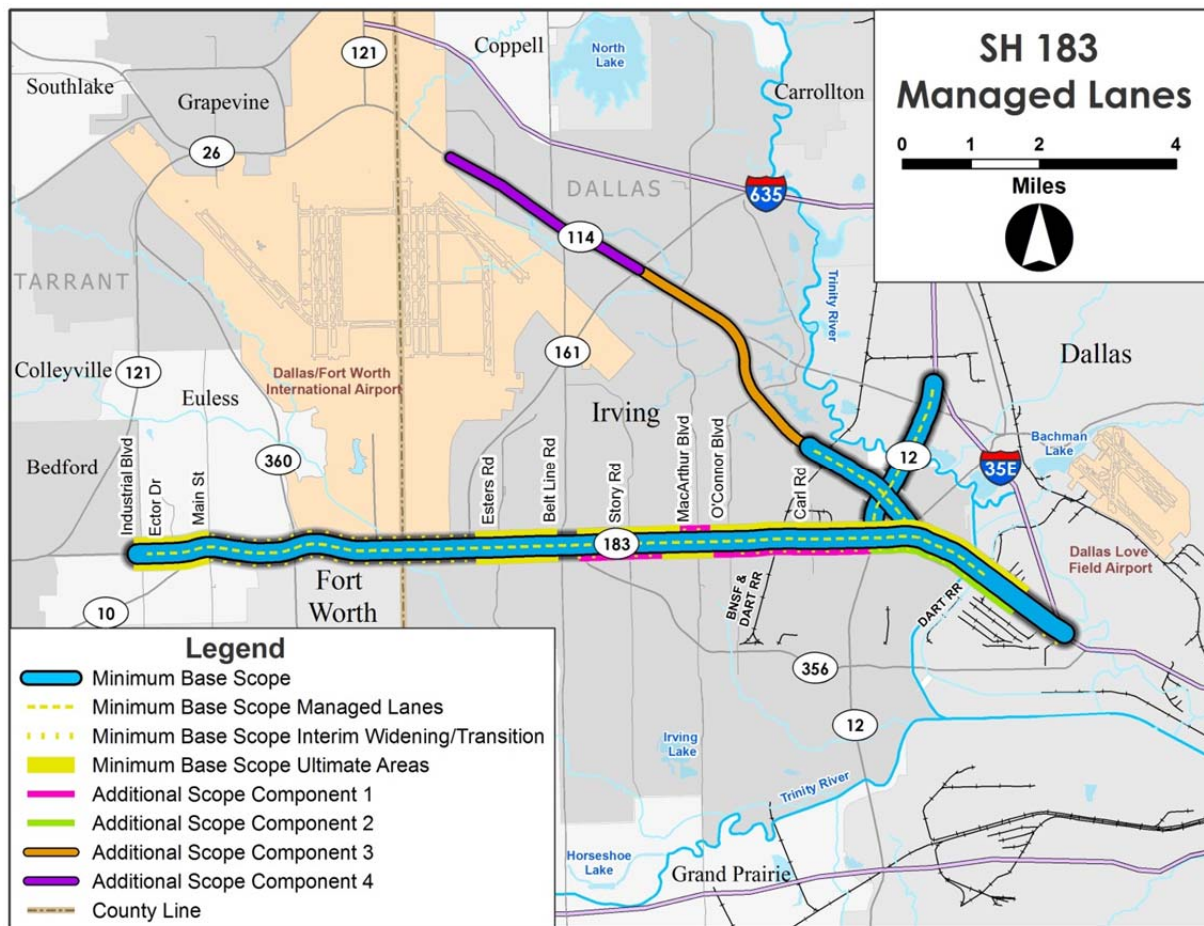 SH 183
Managed Lanes
0 1 2 4
Miles
121
Coppell
North
Lake
Carrollton
Southlake
Grapevine
26
DALLAS
635
114
TARRANT
Trinity River
Dallas
Colleyville
121
Dallas/Fort Worth
International Airport
161
Euless
Irving
Bedford
360
12
Bachman
Lake
35E
Industrial Blvd
Ector Dr
Main St
Esters Rd
Belt Line Rd
Story Rd
MacArthur Blvd
O'Connor Blvd
Carl Rd
183
Dallas Love
Field Airport
Fort
Worth
10
BNSF &
DART RR
DART RR
356
12
Irving
Lake
Trinity River
Horseshoe
Lake
Grand Prairie
Legend
Minimum Base Scope
Minimum Base Scope Managed Lanes
Minimum Base Scope Interim Widening/Transition
Minimum Base Scope Ultimate Areas
Additional Scope Component 1
Additional Scope Component 2
Additional Scope Component 3
Additional Scope Component 4
County Line